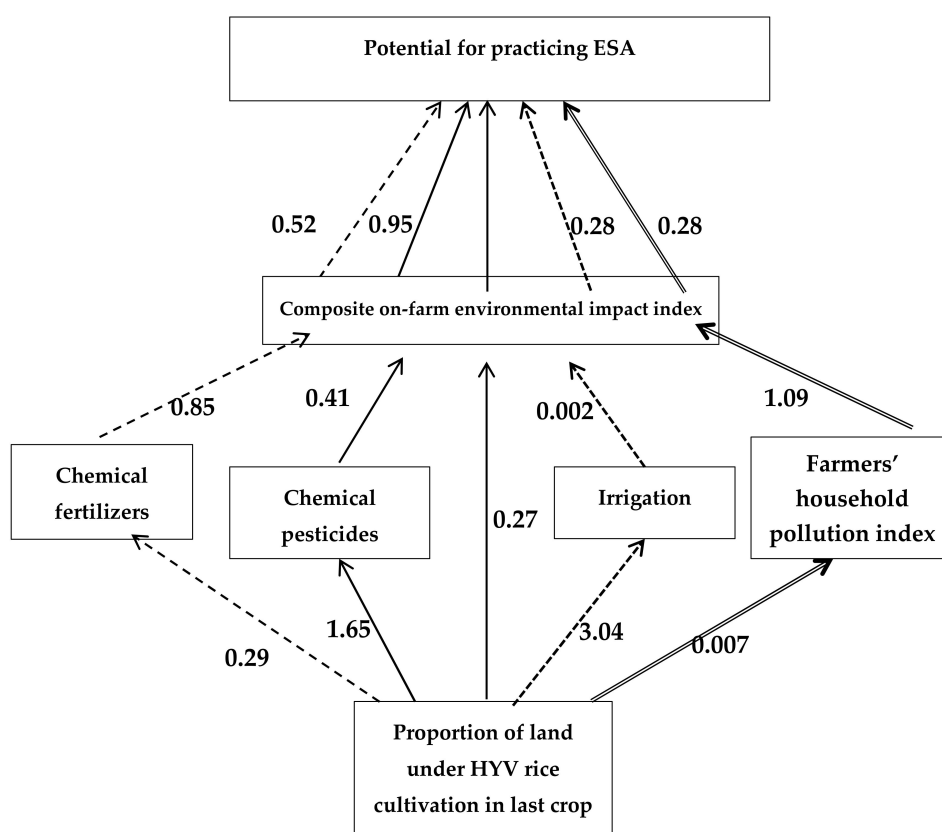 Potential for practicing ESA
0.52
0.95
0.28
0.28
Composite on-farm environmental impact index
0.85
0.41
0.002
1.09
Chemical
fertilizers
Chemical
pesticides
0.27
Irrigation
Farmers’
household
pollution index
0.29
1.65
3.04
0.007
Proportion of land
under HYV rice
cultivation in last crop